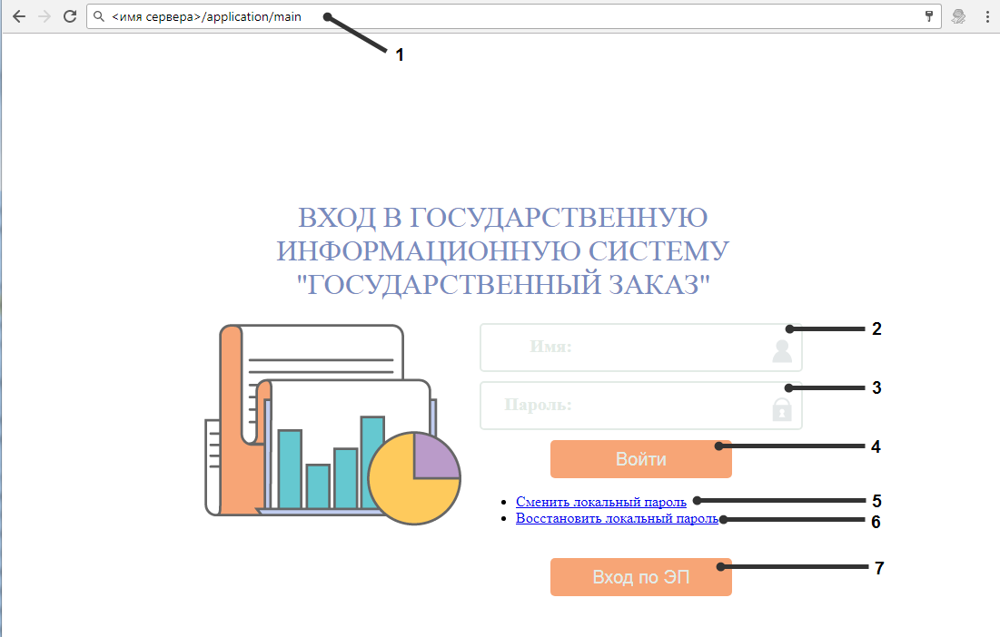 <имя сервера>/application/main
1
ВХОД В ГОСУДАРСТВЕННУЮ
ИНФОРМАЦИОННУЮ СИСТЕМУ
"ГОСУДАРСТВЕННЫЙ ЗАКАЗ"
Имя:
2
Пароль:
3
Войти
4
Сменить локальный пароль
5
Восстановить локальный пароль
6
Вход по ЭП
7